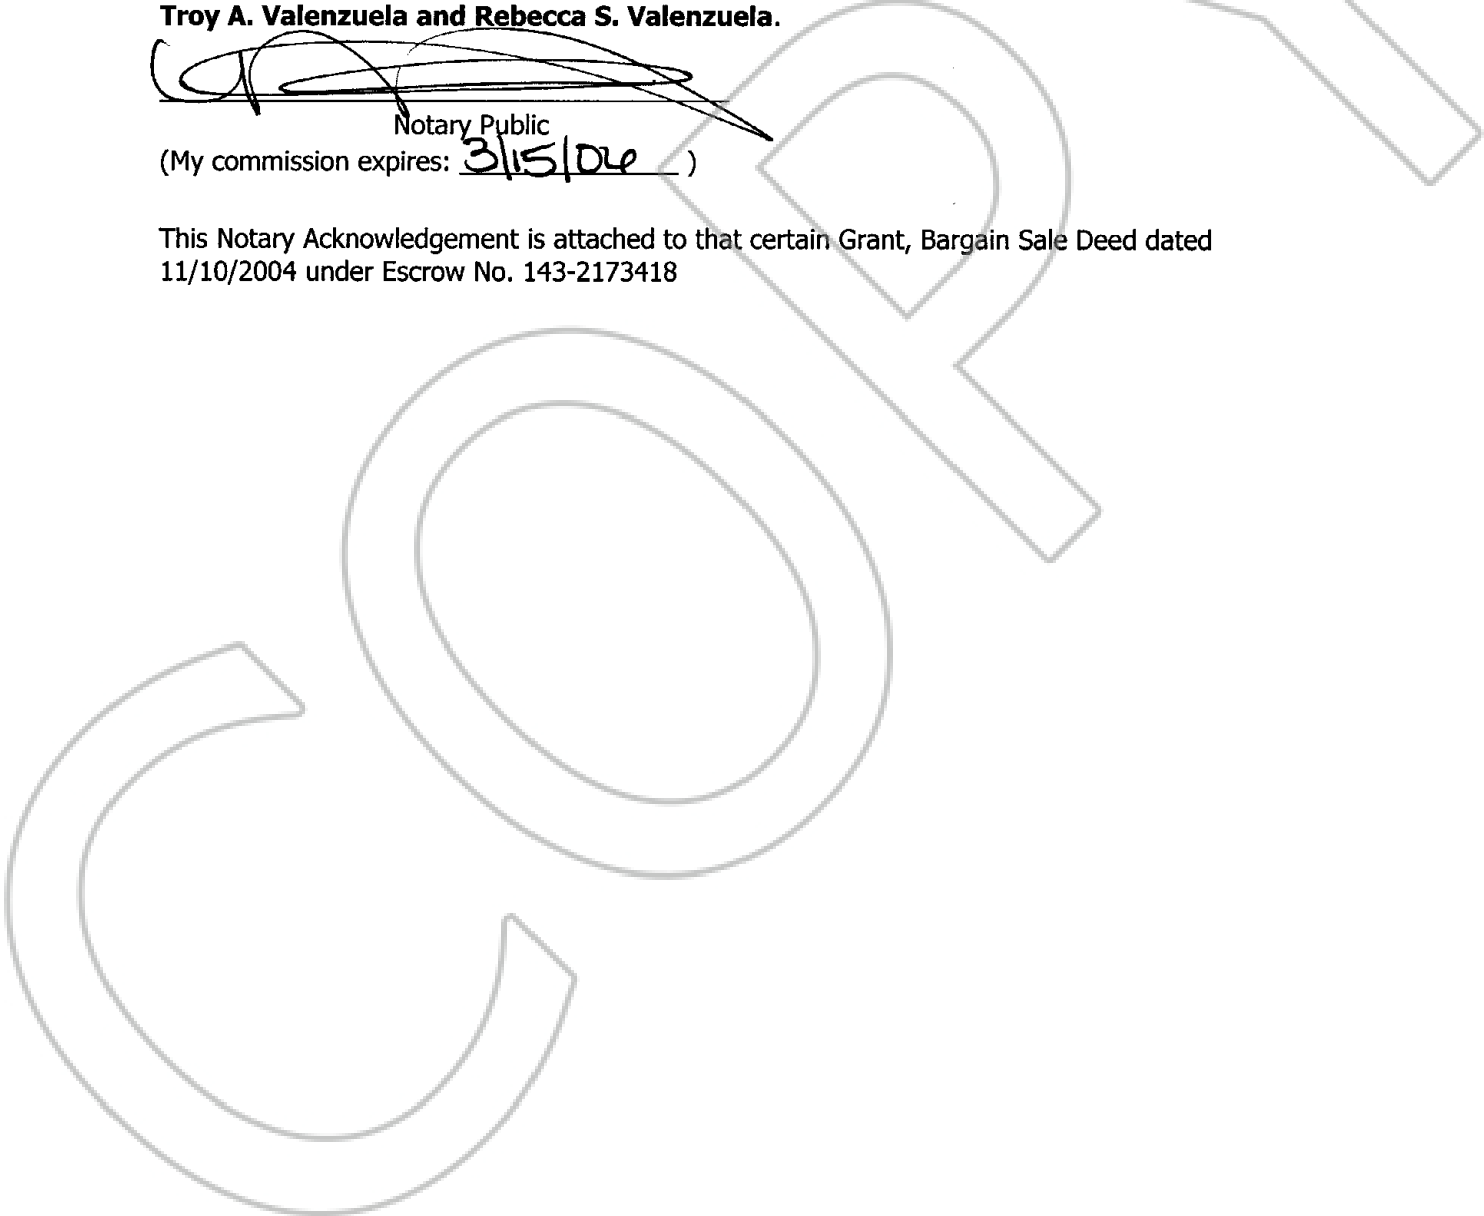 Troy A. Valenzuela and Rebecca S. Valenzuela.
Notary Public
(My commission expires: 3/15/06 )
This Notary Acknowledgement is attached to that certain Grant, Bargain Sale Deed dated
11/10/2004 under Escrow No. 143-2173418
COPY